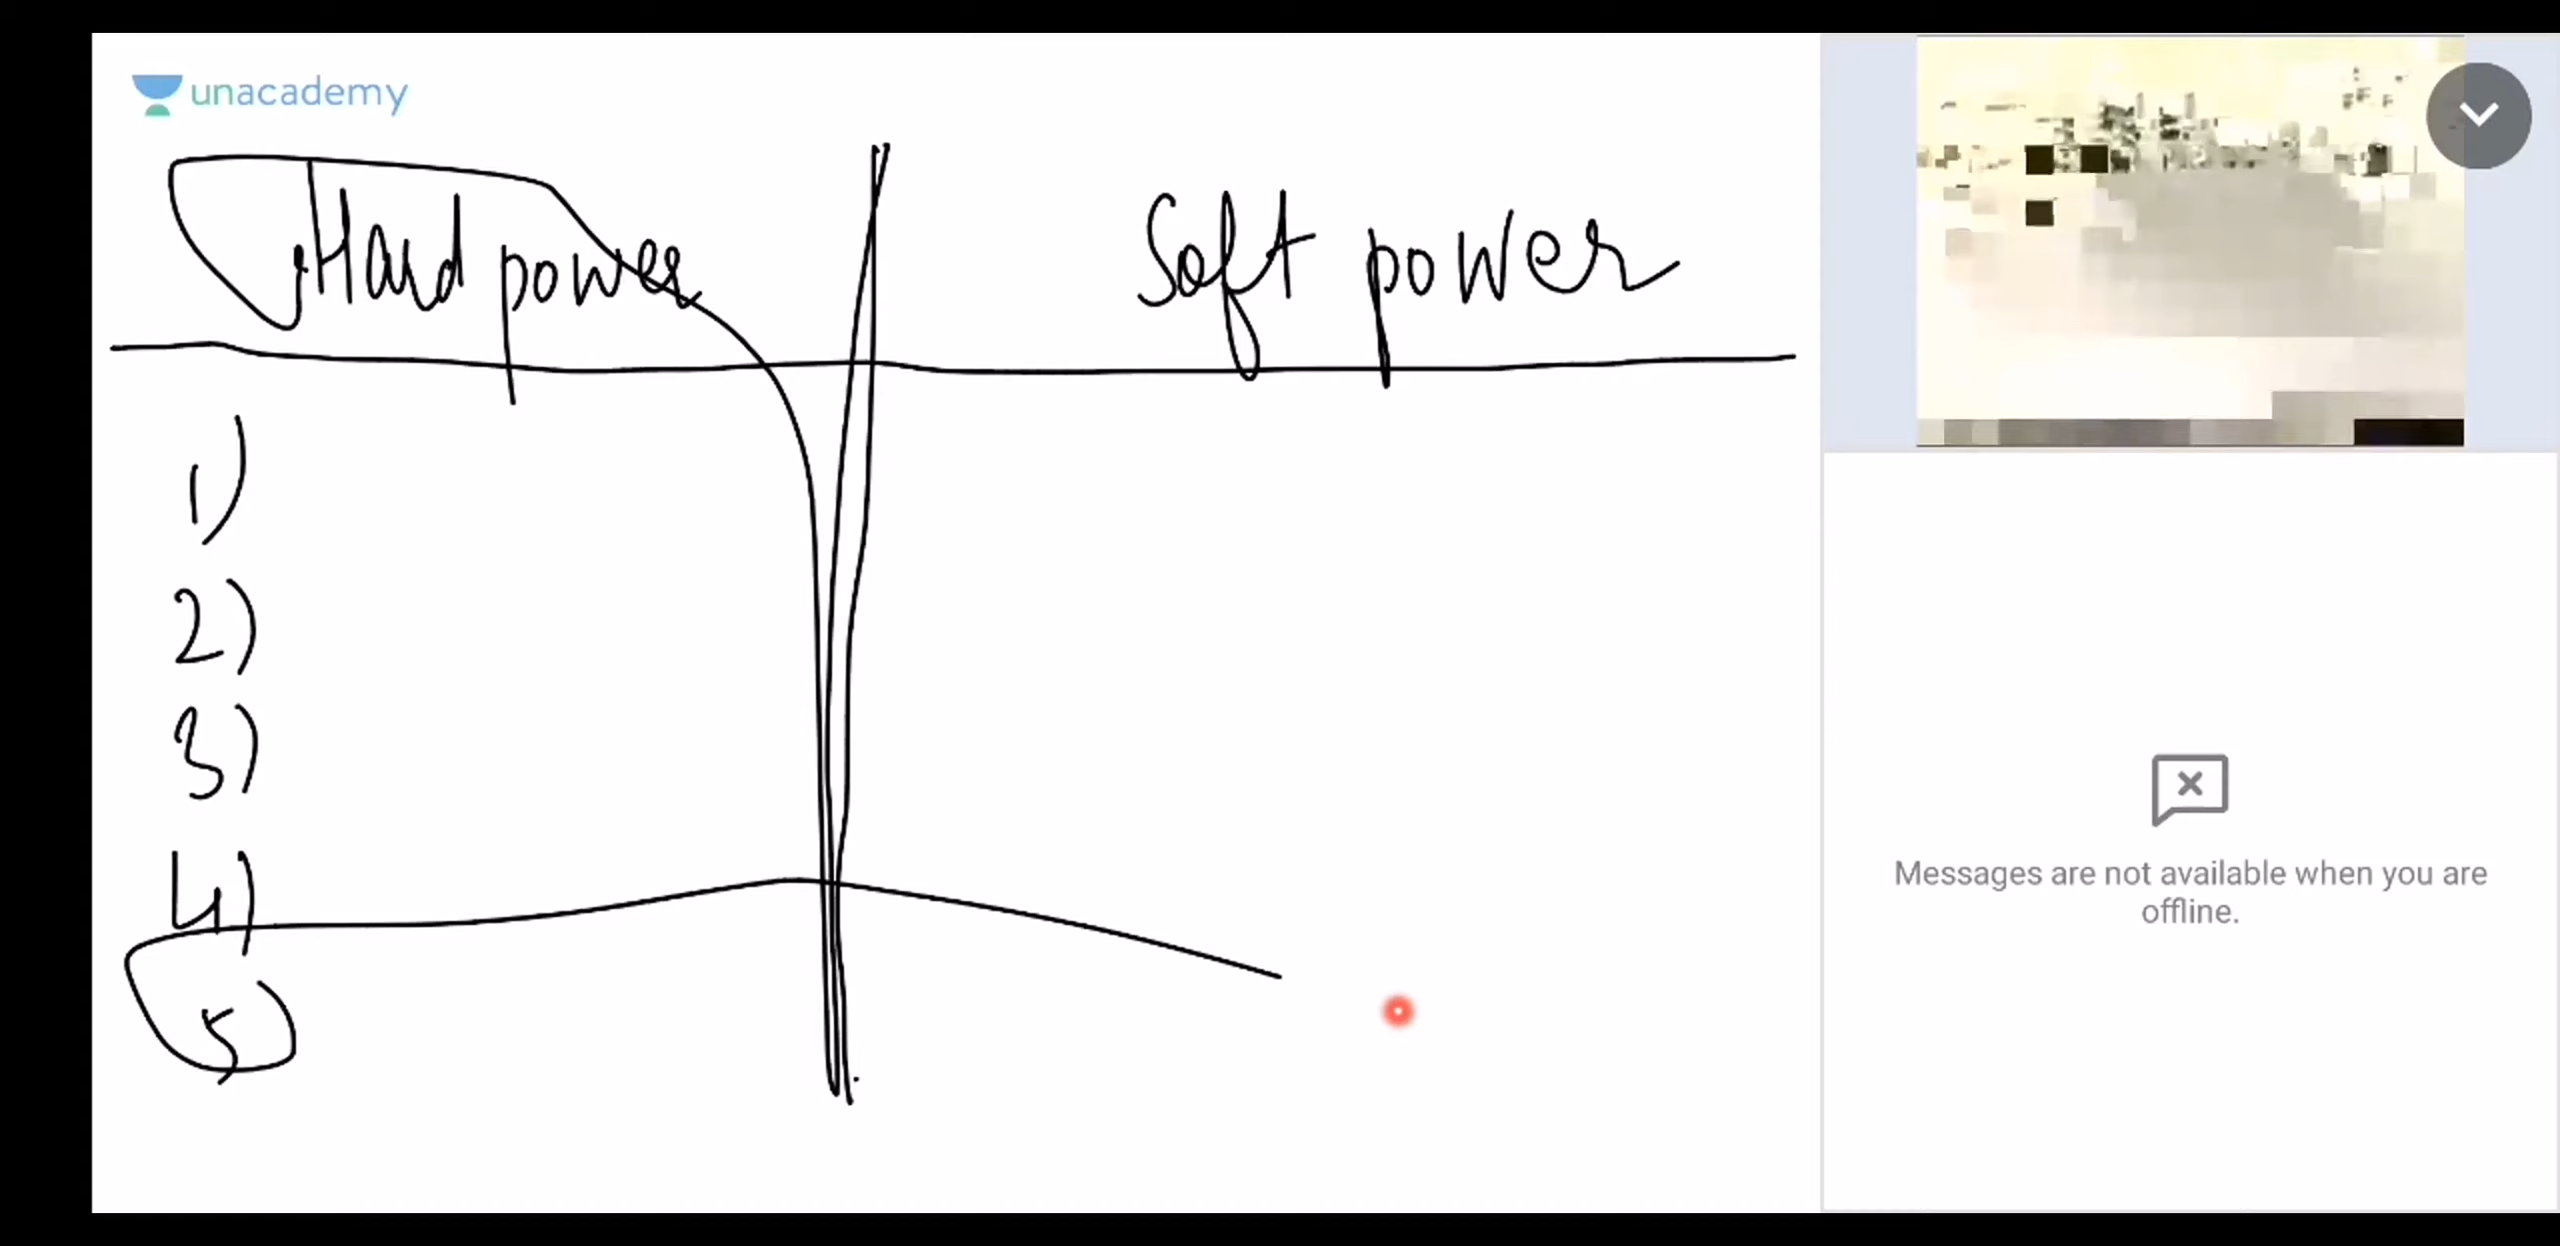 unacademy
Hard power
Soft power
1)
2)
3)
4)
5)
Messages are not available when you are
offline.